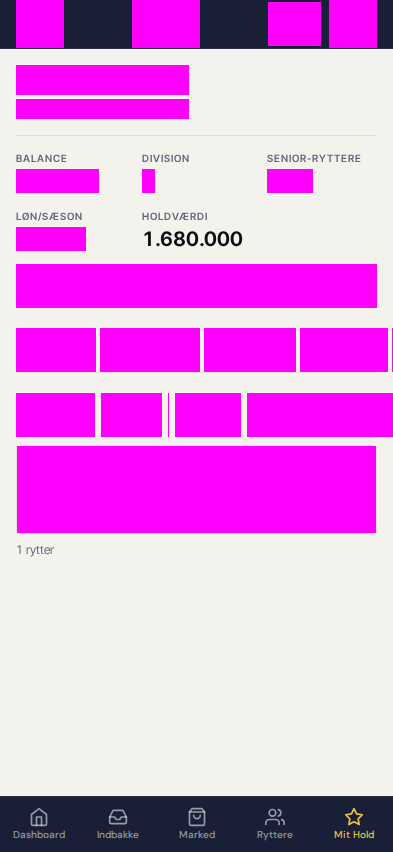 BALANCE DIVISION SENIOR-RYTTERE
LØN/SÆSON HOLDVÆRDI
1.680.000
1 rytter
Dashboard Indbakke Marked Ryttere Mit Hold